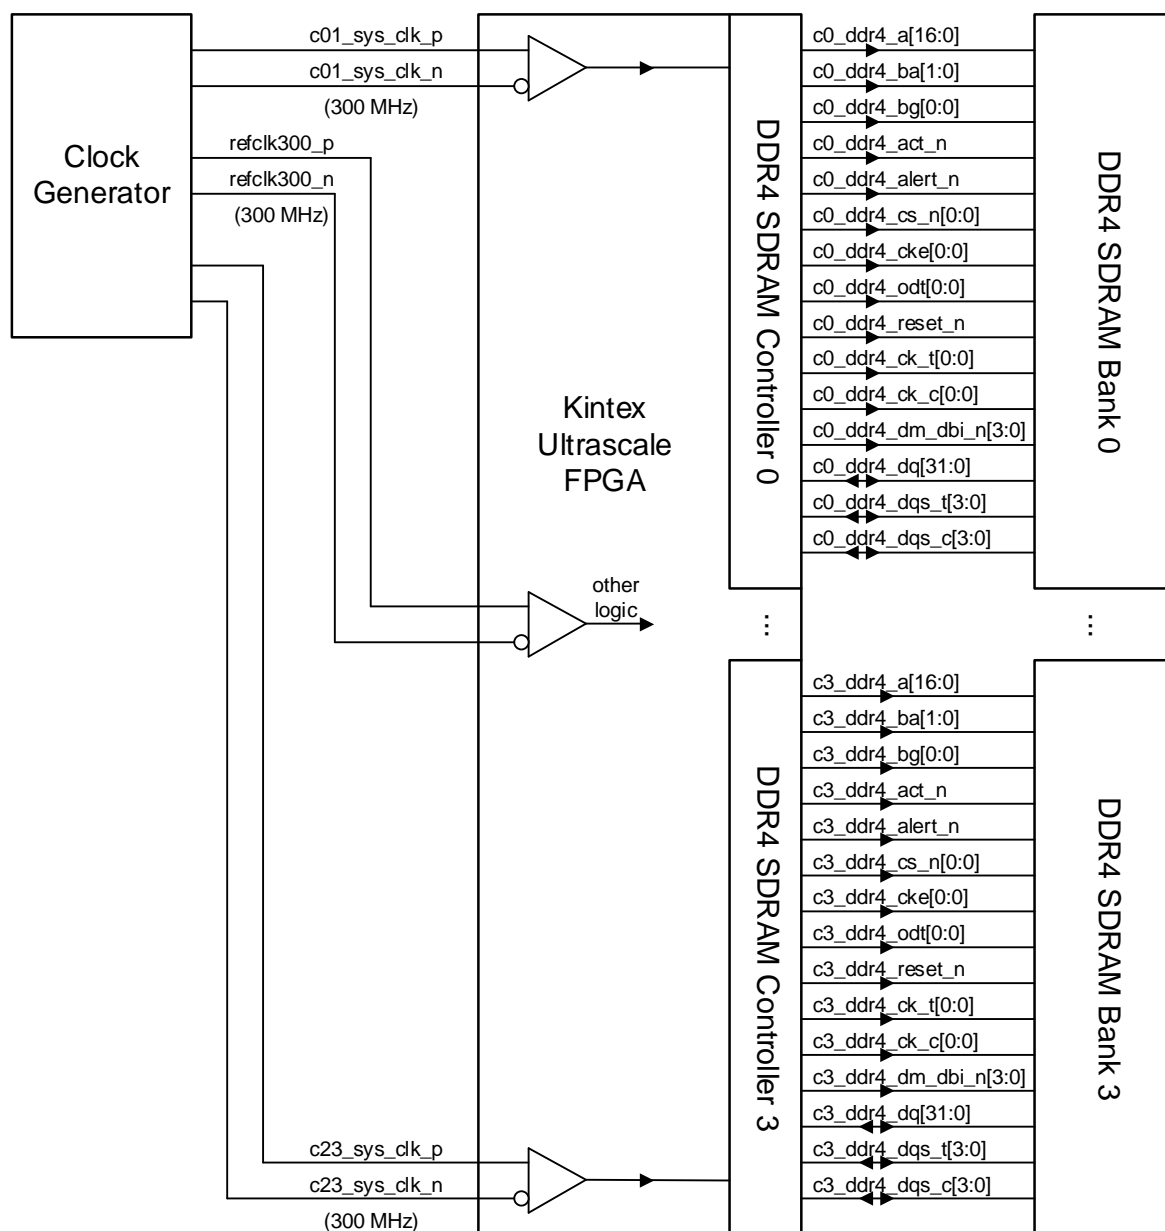 c01_sys_clk_p
c01_sys_clk_n
(300 MHz)
refclk300_p
refclk300_n
(300 MHz)
Clock
Generator
Kintex
Ultrascale
FPGA
other
logic
DDR4 SDRAM Controller 0
c0_ddr4_a[16:0]
c0_ddr4_ba[1:0]
c0_ddr4_bg[0:0]
c0_ddr4_act_n
c0_ddr4_alert_n
c0_ddr4_cs_n[0:0]
c0_ddr4_cke[0:0]
c0_ddr4_odt[0:0]
c0_ddr4_reset_n
c0_ddr4_ck_t[0:0]
c0_ddr4_ck_c[0:0]
c0_ddr4_dm_dbi_n[3:0]
c0_ddr4_dq[31:0]
c0_ddr4_dqs_t[3:0]
c0_ddr4_dqs_c[3:0]
DDR4 SDRAM Bank 0
...
...
DDR4 SDRAM Controller 3
c3_ddr4_a[16:0]
c3_ddr4_ba[1:0]
c3_ddr4_bg[0:0]
c3_ddr4_act_n
c3_ddr4_alert_n
c3_ddr4_cs_n[0:0]
c3_ddr4_cke[0:0]
c3_ddr4_odt[0:0]
c3_ddr4_reset_n
c3_ddr4_ck_t[0:0]
c3_ddr4_ck_c[0:0]
c3_ddr4_dm_dbi_n[3:0]
c3_ddr4_dq[31:0]
c3_ddr4_dqs_t[3:0]
c3_ddr4_dqs_c[3:0]
DDR4 SDRAM Bank 3
c23_sys_clk_p
c23_sys_clk_n
(300 MHz)